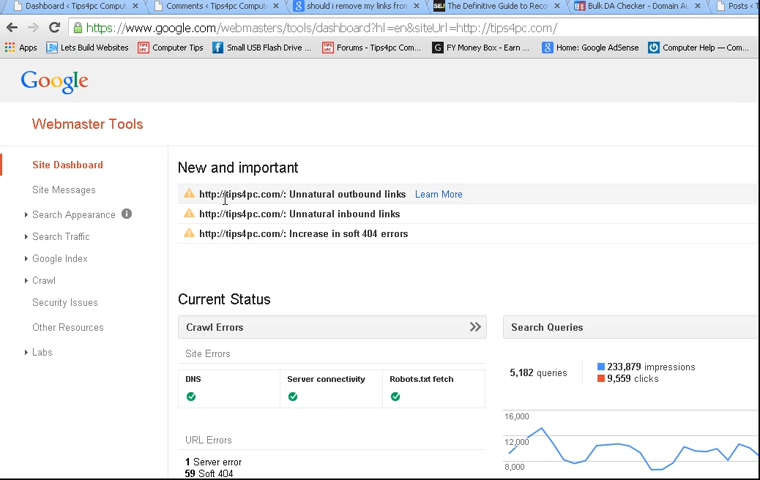 Dashboard ‹ Tips4pc Comput
Comments ‹ Tips4pc Compu
should i remove my links from
The Definitive Guide to Reco
Bulk DA Checker - Domain Au
Posts ‹ T
https://www.google.com/webmasters/tools/dashboard?hl=en&siteUrl=http://tips4pc.com/
Apps
Lets Build Websites
Computer Tips
Small USB Flash Drive ...
Forums - Tips4pc Com...
FY Money Box - Earn ...
Home: Google AdSense
Computer Help — Com...
Google
Webmaster Tools
Site Dashboard
Site Messages
Search Appearance
Search Traffic
Google Index
Crawl
Security Issues
Other Resources
Labs
New and important
http://tips4pc.com/: Unnatural outbound links Learn More
http://tips4pc.com/: Unnatural inbound links
http://tips4pc.com/: Increase in soft 404 errors
Current Status
Crawl Errors
Site Errors
DNS Server connectivity Robots.txt fetch
URL Errors
1 Server error
59 Soft 404
Search Queries
5,182 queries
233,879 impressions
9,559 clicks
16,000
12,000
8,000